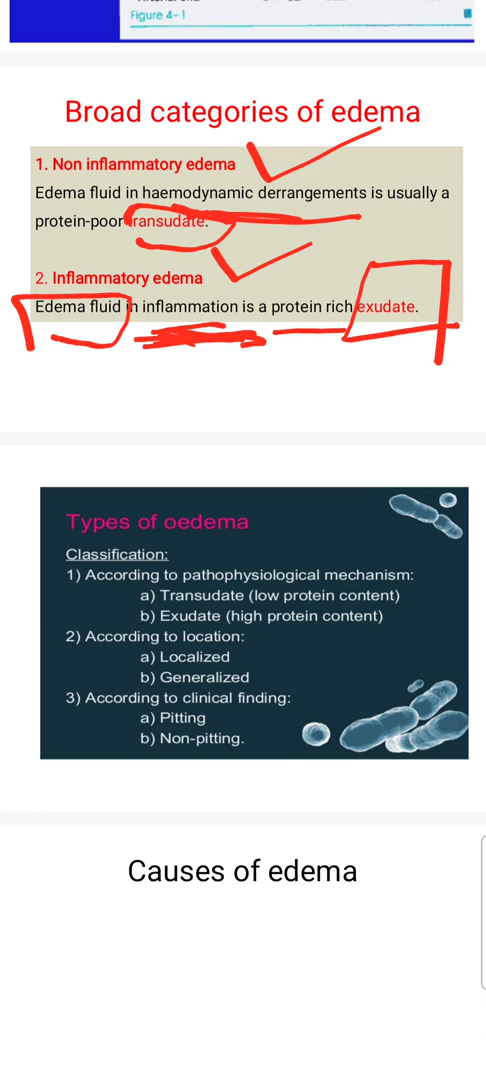 Figure 4-1
Broad categories of edema
1. Non inflammatory edema
Edema fluid in haemodynamic derrangements is usually a
protein-poor transudate.
2. Inflammatory edema
Edema fluid in inflammation is a protein rich exudate.
Types of oedema
Classification:
1) According to pathophysiological mechanism:
a) Transudate (low protein content)
b) Exudate (high protein content)
2) According to location:
a) Localized
b) Generalized
3) According to clinical finding:
a) Pitting
b) Non-pitting.
Causes of edema